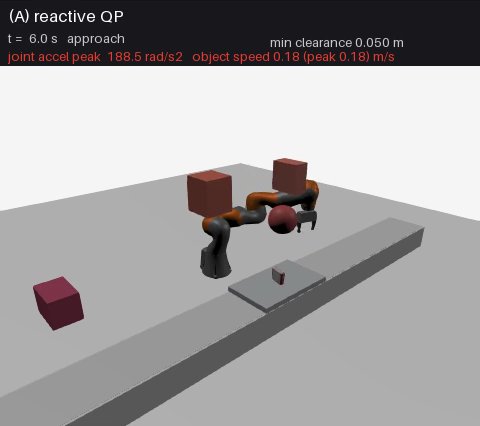 (A) reactive QP
t =  6.0 s   approach
min clearance 0.050 m
joint accel peak  188.5 rad/s2   object speed 0.18 (peak 0.18) m/s